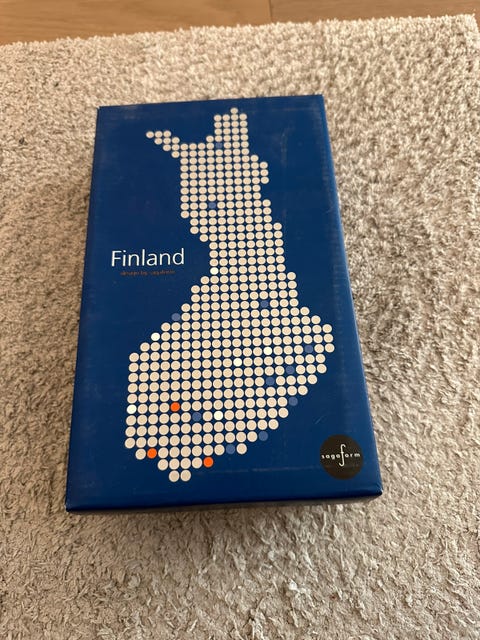 Finland
design by sagaform
sagaform